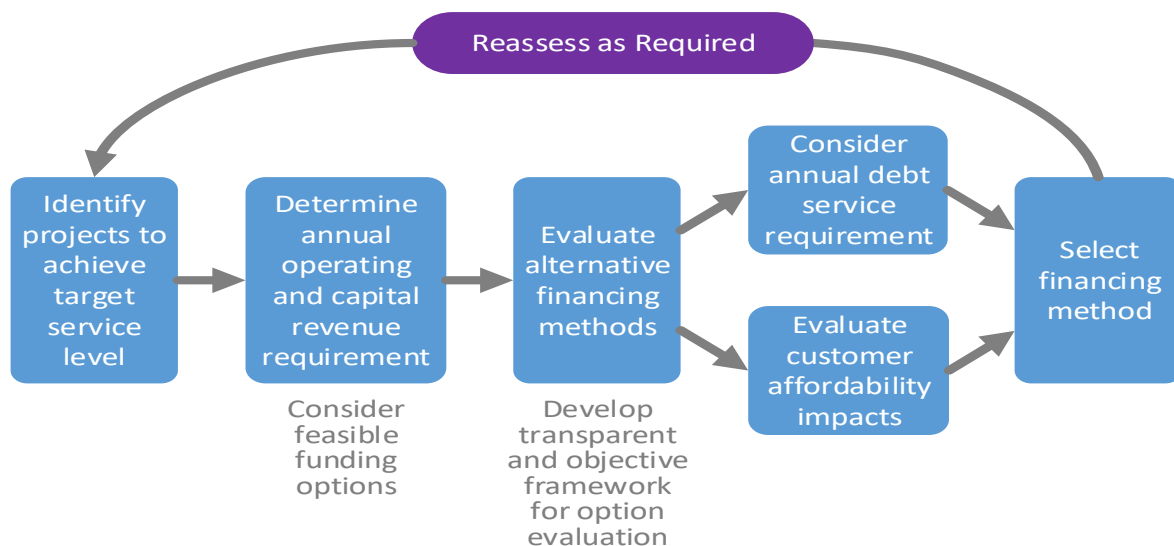 Reassess as Required
Identify
projects to
achieve
target
service
level
Determine
annual
operating
and capital
revenue
requirement
Consider
feasible
funding
options
Evaluate
alternative
financing
methods
Develop
transparent
and objective
framework
for option
evaluation
Consider
annual debt
service
requirement
Evaluate
customer
affordability
impacts
Select
financing
method